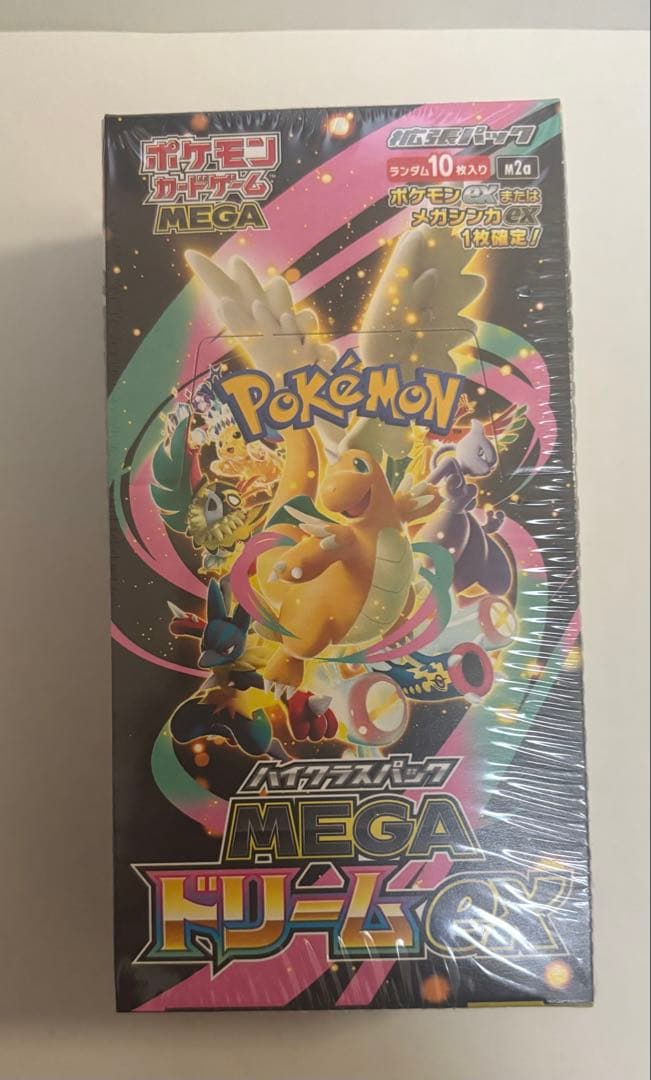 ポケモン
カードゲーム
MEGA
拡張パック
ランダム10枚入り
M2a
ポケモンexまたは
メガシンカex
1枚確定!
POKéMON
ハイクラスパック
MEGA
ドリームex